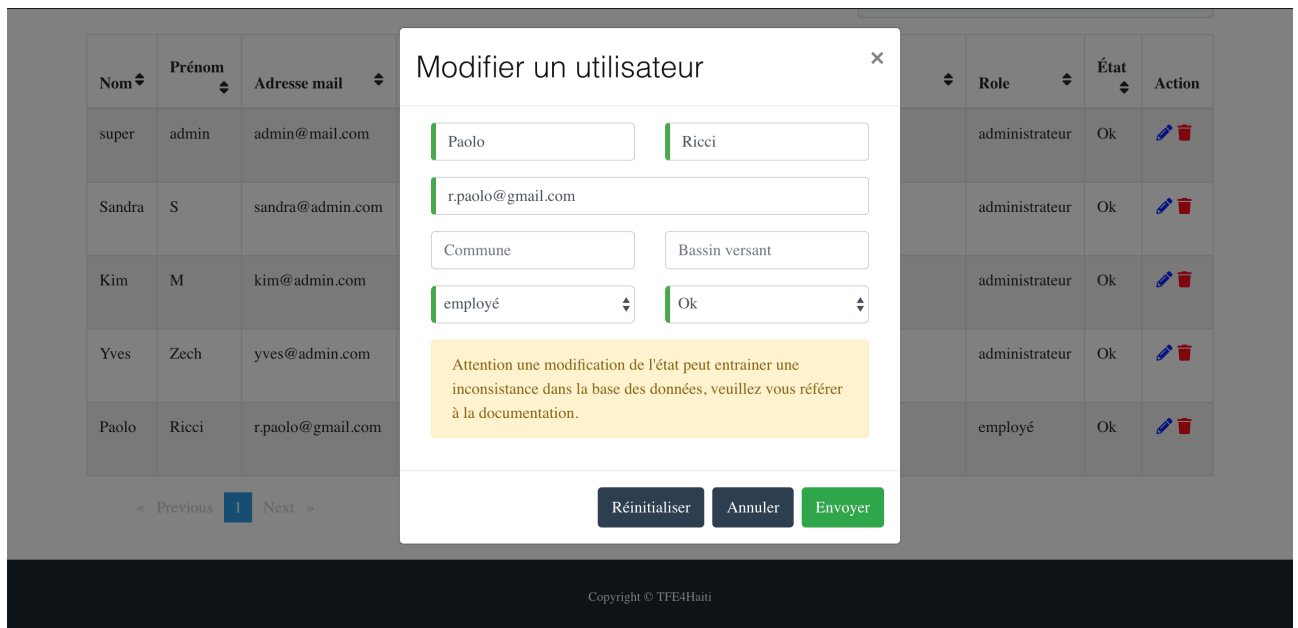 Modifier un utilisateur ×
Nom Prénom Adresse mail Role État Action
super admin admin@mail.com administrateur Ok
Sandra S sandra@admin.com administrateur Ok
Kim M kim@admin.com administrateur Ok
Yves Zech yves@admin.com administrateur Ok
Paolo Ricci r.paolo@gmail.com employé Ok
Paolo Ricci
r.paolo@gmail.com
Commune Bassin versant
employé Ok
Attention une modification de l'état peut entrainer une
inconsistance dans la base des données, veuillez vous référer
à la documentation.
Réinitialiser Annuler Envoyer
« Previous 1 Next »
Copyright © TFE4Haiti